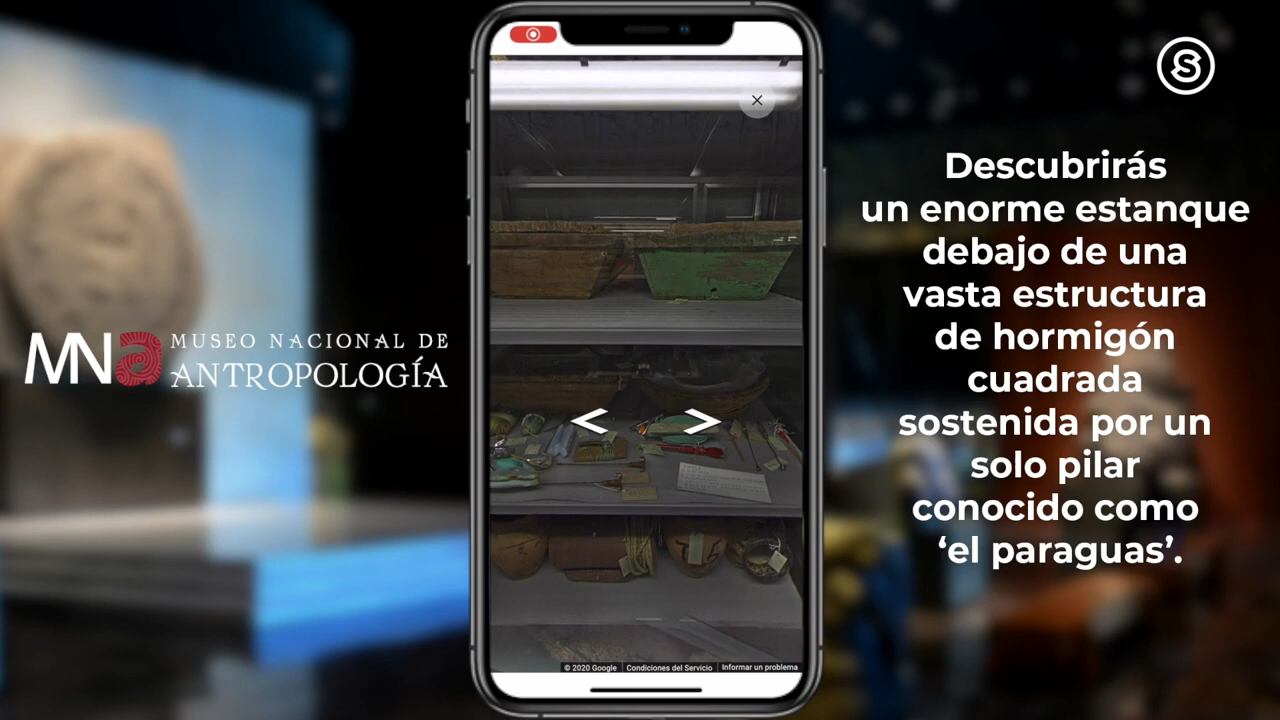 MNA
MUSEO NACIONAL DE
ANTROPOLOGÍA
© 2020 Google
Condiciones del Servicio
Informar un problema
Descubrirás
un enorme estanque
debajo de una
vasta estructura
de hormigón
cuadrada
sostenida por un
solo pilar
conocido como
‘el paraguas’.